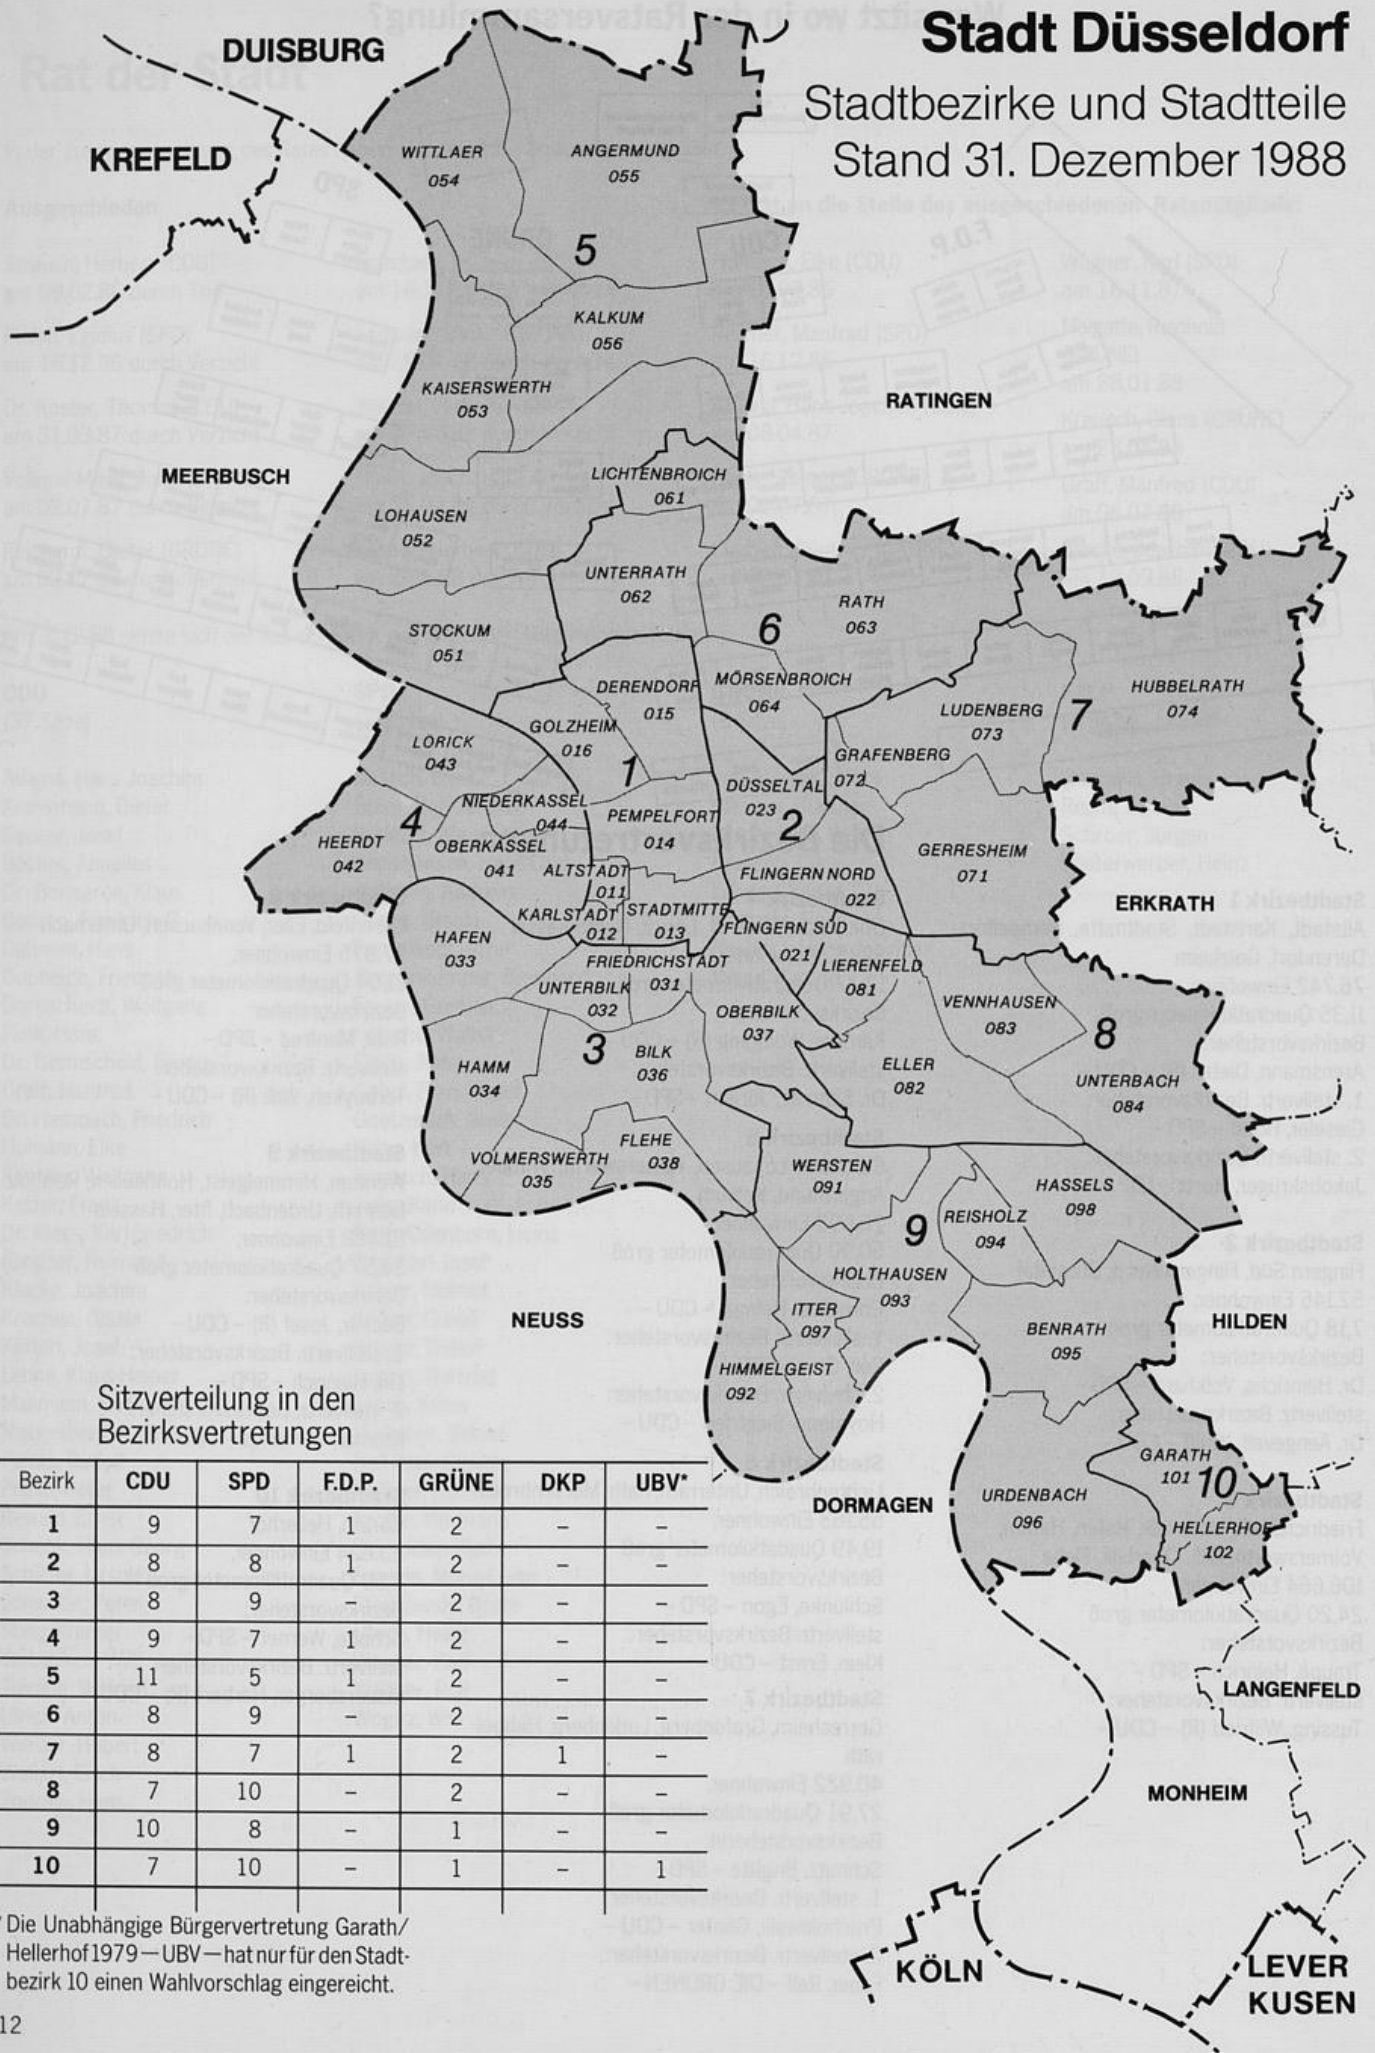 Stadt Düsseldorf
Stadtbezirke und Stadtteile
Stand 31. Dezember 1988
DUISBURG
KREFELD
WITTLAER
054
ANGERMUND
055
5
KALKUM
056
KAISERSWERTH
053
RATINGEN
MEERBUSCH
LICHTENBROICH
061
LOHAUSEN
052
UNTERRATH
062
RATH
063
6
STOCKUM
051
DERENDORF
015
MÖRSENBROICH
064
HUBBELRATH
074
7
LUDENBERG
073
GOLZHEIM
016
LORICK
043
GRAFENBERG
072
1
DÜSSELTAL
023
NIEDERKASSEL
044
4
PEMPELFORT
014
2
HEERDT
042
OBERKASSEL
041
GERRESHEIM
071
ALTSTADT
011
FLINGERN NORD
022
ERKRATH
KARLSTADT
012
STADTMITTE
013
FLINGERN SÜD
021
HAFEN
033
FRIEDRICHSTADT
031
LIERENFELD
081
UNTERBILK
032
VENNHAUSEN
083
OBERBILK
037
8
3
BILK
036
HAMM
034
ELLER
082
UNTERBACH
084
FLEHE
038
VOLMERSWERTH
035
WERSTEN
091
HASSELS
098
9
REISHOLZ
094
HOLTHAUSEN
093
NEUSS
ITTER
097
BENRATH
095
HILDEN
HIMMELGEIST
092
GARATH
101
10
DORMAGEN
URDENBACH
096
HELLERHOF
102
LANGENFELD
MONHEIM
KÖLN
LEVER
KUSEN
Sitzverteilung in den
Bezirksvertretungen
Bezirk CDU SPD F.D.P. GRÜNE DKP UBV*
1 9 7 1 2 – –
2 8 8 1 2 – –
3 8 9 – 2 – –
4 9 7 1 2 – –
5 11 5 1 2 – –
6 8 9 – 2 – –
7 8 7 1 2 1 –
8 7 10 – 2 – –
9 10 8 – 1 – –
10 7 10 – 1 – 1
* Die Unabhängige Bürgervertretung Garath/
Hellerhof 1979 — UBV — hat nur für den Stadt-
bezirk 10 einen Wahlvorschlag eingereicht.
12